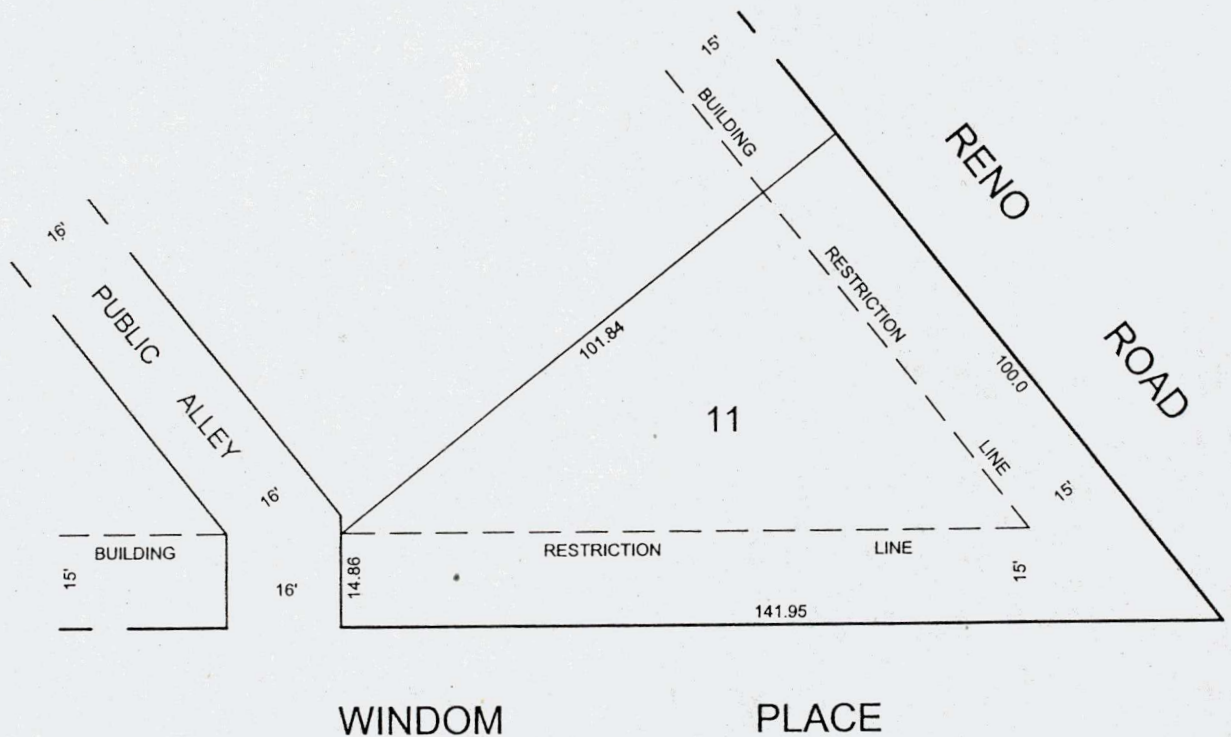 15'
BUILDING
RENO
16'
PUBLIC
RESTRICTION
101.84
100.0
ROAD
ALLEY
11
LINE
16'
15'
BUILDING
RESTRICTION
LINE
15'
16'
14.86
15'
141.95
WINDOM PLACE